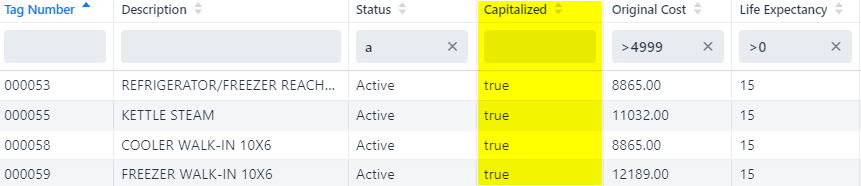 Tag Number Description Status Capitalized Original Cost Life Expectancy
a × >4999 × >0 ×
000053 REFRIGERATOR/FREEZER REACH... Active true 8865.00 15
000055 KETTLE STEAM Active true 11032.00 15
000058 COOLER WALK-IN 10X6 Active true 8865.00 15
000059 FREEZER WALK-IN 10X6 Active true 12189.00 15